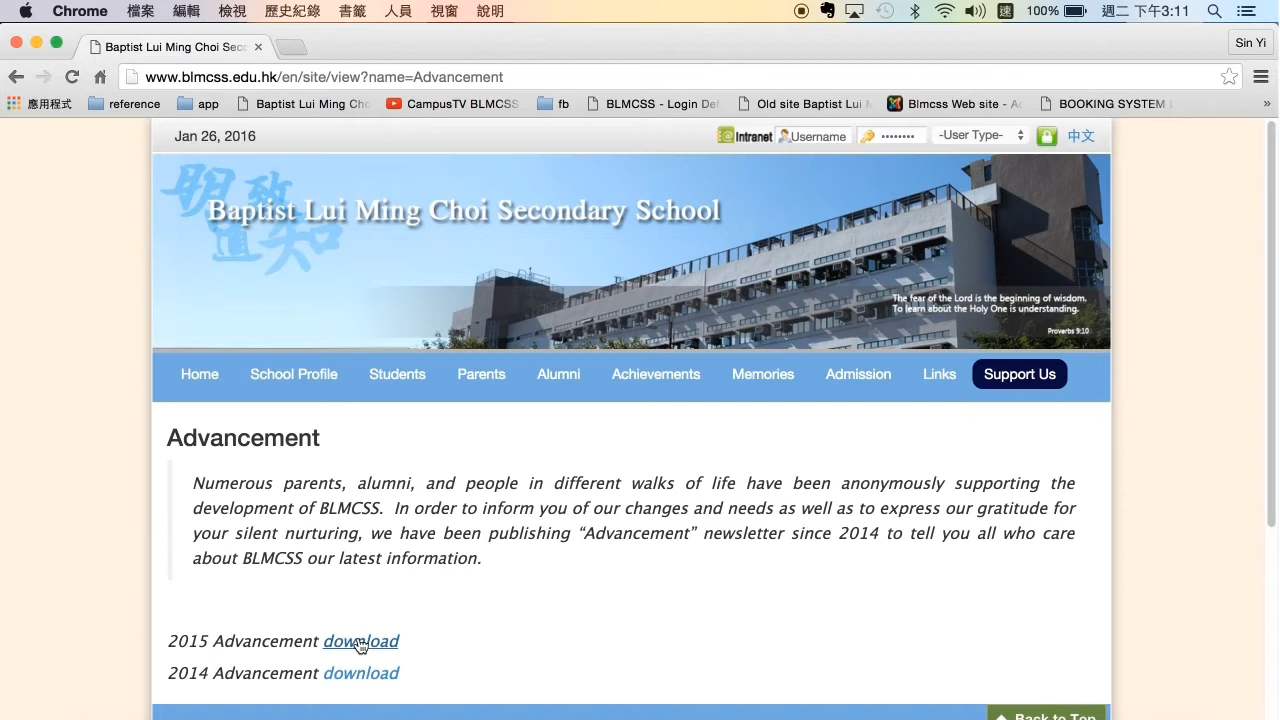 Chrome 檔案 編輯 檢視 歷史紀錄 書籤 人員 視窗 說明 速 100% 週二 下午3:11
Baptist Lui Ming Choi Sec
Sin Yi
www.blmcss.edu.hk/en/site/view?name=Advancement
應用程式 reference app Baptist Lui Ming Cho CampusTV BLMCSS fb BLMCSS - Login De Old site Baptist Lui Blmcss Web site - A BOOKING SYSTEM »
Jan 26, 2016 Intranet Username •••••••• -User Type- 中文
明道致知
Baptist Lui Ming Choi Secondary School
The fear of the Lord is the beginning of wisdom.
To learn about the Holy One is understanding.
Proverbs 9:10
Home School Profile Students Parents Alumni Achievements Memories Admission Links Support Us
Advancement
Numerous parents, alumni, and people in different walks of life have been anonymously supporting the
development of BLMCSS. In order to inform you of our changes and needs as well as to express our gratitude for
your silent nurturing, we have been publishing “Advancement” newsletter since 2014 to tell you all who care
about BLMCSS our latest information.
2015 Advancement download
2014 Advancement download
Back to Top